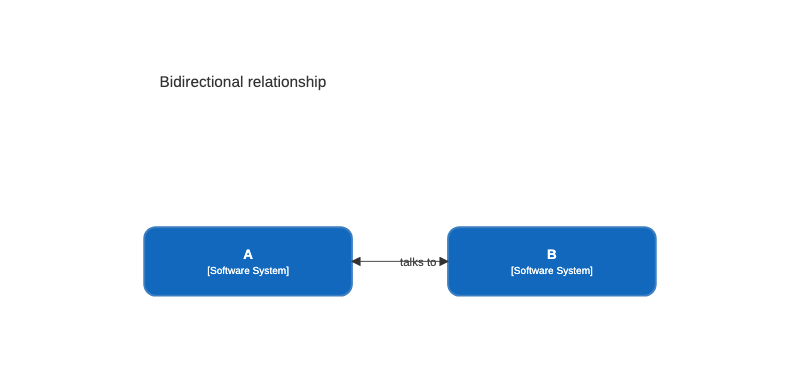 Bidirectional relationship
A
[Software System]
talks to
B
[Software System]